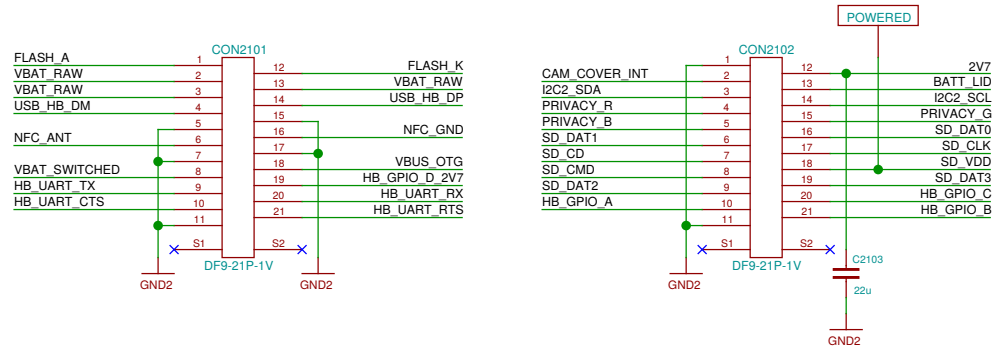 POWERED
CON2101
FLASH_A 1 12 FLASH_K
VBAT_RAW 2 13 VBAT_RAW
VBAT_RAW 3 14 USB_HB_DP
USB_HB_DM 4 15
5 16 NFC_GND
NFC_ANT 6 17
7 18 VBUS_OTG
VBAT_SWITCHED 8 19 HB_GPIO_D_2V7
HB_UART_TX 9 20 HB_UART_RX
HB_UART_CTS 10 21 HB_UART_RTS
11
S1 S2
DF9-21P-1V
GND2 GND2
CON2102
1 12 2V7
CAM_COVER_INT 2 13 BATT_LID
I2C2_SDA 3 14 I2C2_SCL
PRIVACY_R 4 15 PRIVACY_G
PRIVACY_B 5 16 SD_DAT0
SD_DAT1 6 17 SD_CLK
SD_CD 7 18 SD_VDD
SD_CMD 8 19 SD_DAT3
SD_DAT2 9 20 HB_GPIO_C
HB_GPIO_A 10 21 HB_GPIO_B
11
S1 S2
DF9-21P-1V
C2103
22u
GND2
GND2